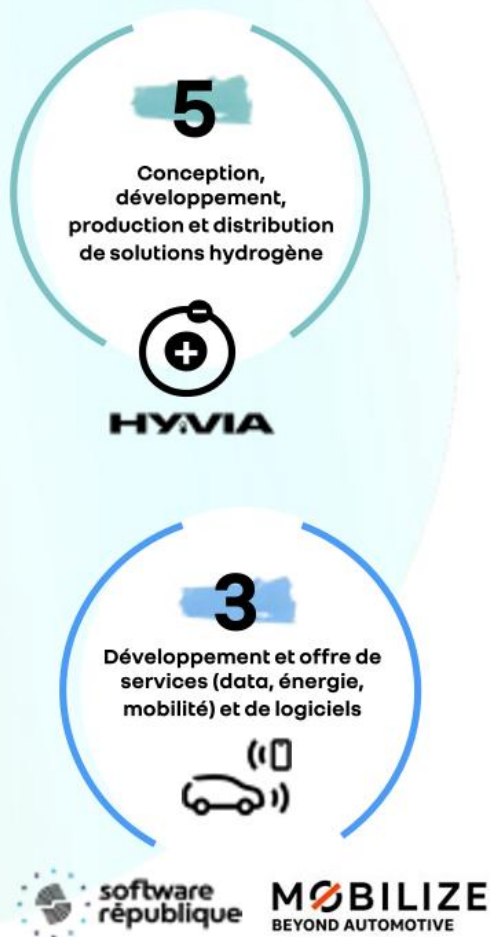 5
Conception,
développement,
production et distribution
de solutions hydrogène
HYVIA
3
Développement et offre de
services (data, énergie,
mobilité) et de logiciels
software
république
MOBILIZE
BEYOND AUTOMOTIVE